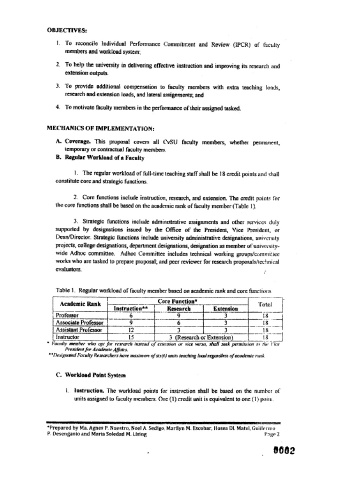 OBJECTIVES:
1. To reconcile Individual Performance Commitment and Review (IPCR) of faculty
members and workload system.
2. To help the university in delivering effective instruction and improving its research and
extension outputs.
3. To provide additional compensation to faculty members with extra teaching loads,
research and extension loads, and lateral assignments; and
4. To motivate faculty members in the performance of their assigned tasked.
MECHANICS OF IMPLEMENTATION:
A. Coverage. This proposal covers all CvSU faculty members, whether permanent,
temporary or contractual faculty members.
B. Regular Workload of a Faculty
1. The regular workload of full-time teaching staff shall be 18 credit points and shall
constitute core and strategic functions.
2. Core functions include instruction, research, and extension. The credit points for
the core functions shall be based on the academic rank of faculty member (Table 1).
3. Strategic functions include administrative assignments and other services duly
supported by designations issued by the Office of the President, Vice President, or
Dean/Director. Strategic functions include university administrative designations, university
projects, college designations, department designations, designation as member of university-
wide Adhoc committee. Adhoc Committee includes technical working groups/committee
works who are tasked to prepare proposal, and peer reviewer for research proposals/technical
evaluators.
Table 1. Regular workload of faculty member based on academic rank and core functions
Academic Rank Core Function* Total
Instruction** Research Extension
Professor 6 9 3 18
Associate Professor 9 6 3 18
Assistant Professor 12 3 3 18
Instructor 15 3 (Research or Extension) 18
* Faculty member who opt for research instead of extension or vice versa, shall seek permission to the Vice
President for Academic Affairs.
**Designated Faculty Researchers have maximum of six(6) units teaching load regardless of academic rank.
C. Workload Point System
i. Instruction. The workload points for instruction shall be based on the number of
units assigned to faculty members. One (1) credit unit is equivalent to one (1) point.
*Prepared by Ma. Agnes P. Nuestro, Noel A. Sedigo, Marilyn M. Escobar, Hosea DL Matel, Guillermo
P. Desenganio and Maria Soledad M. Lising Page 2
0002